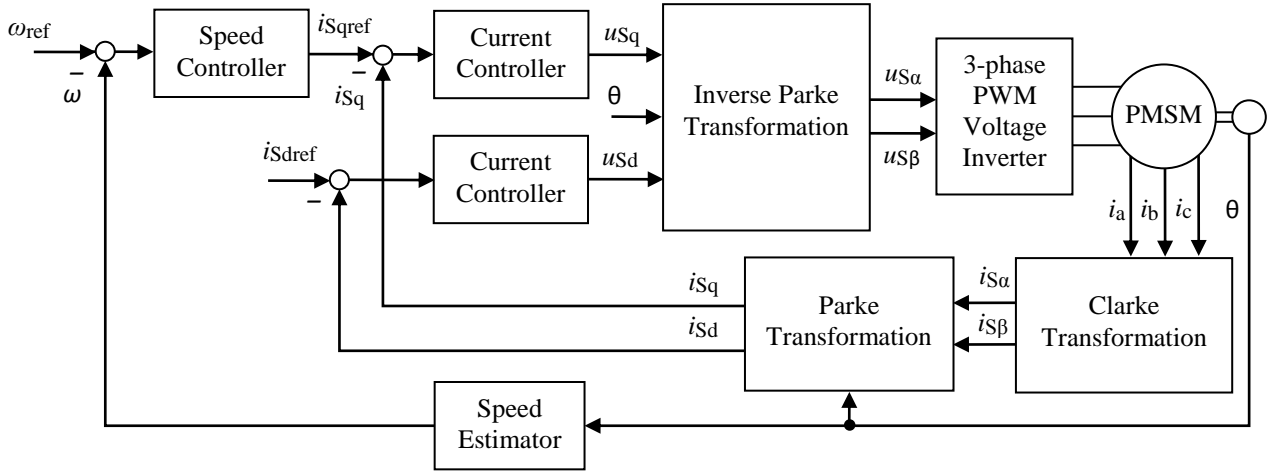 ωref
−
ω
Speed
Controller
iSqref
−
iSq
Current
Controller
uSq
θ
iSdref
−
Current
Controller
uSd
Inverse Parke
Transformation
uSα
uSβ
3-phase
PWM
Voltage
Inverter
PMSM
ia ib ic θ
iSq
iSd
Parke
Transformation
iSα
iSβ
Clarke
Transformation
Speed
Estimator